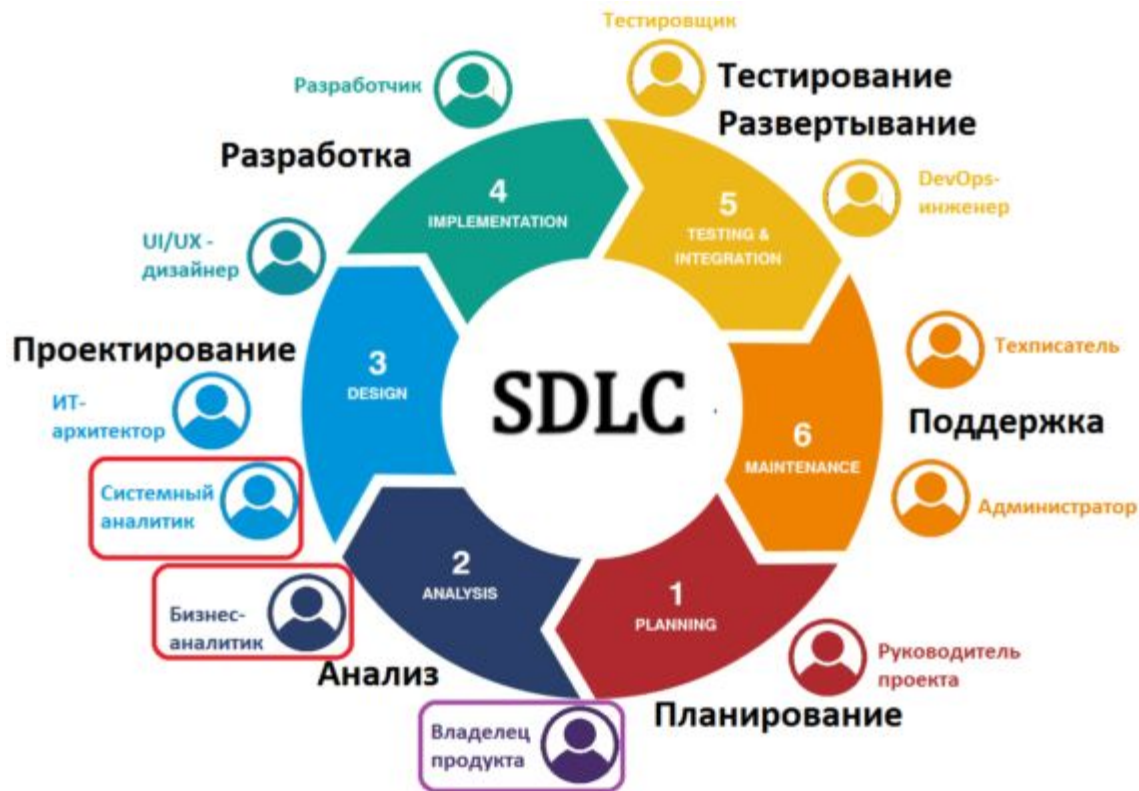 Тестировщик
Тестирование
Развертывание
Разработчик
Разработка
DevOps-
инженер
4
IMPLEMENTATION
5
TESTING &
INTEGRATION
UI/UX -
дизайнер
Проектирование
3
DESIGN
SDLC
Техписатель
ИТ-
архитектор
Поддержка
6
MAINTENANCE
Системный
аналитик
Администратор
2
ANALYSIS
1
PLANNING
Бизнес-
аналитик
Анализ
Руководитель
проекта
Планирование
Владелец
продукта